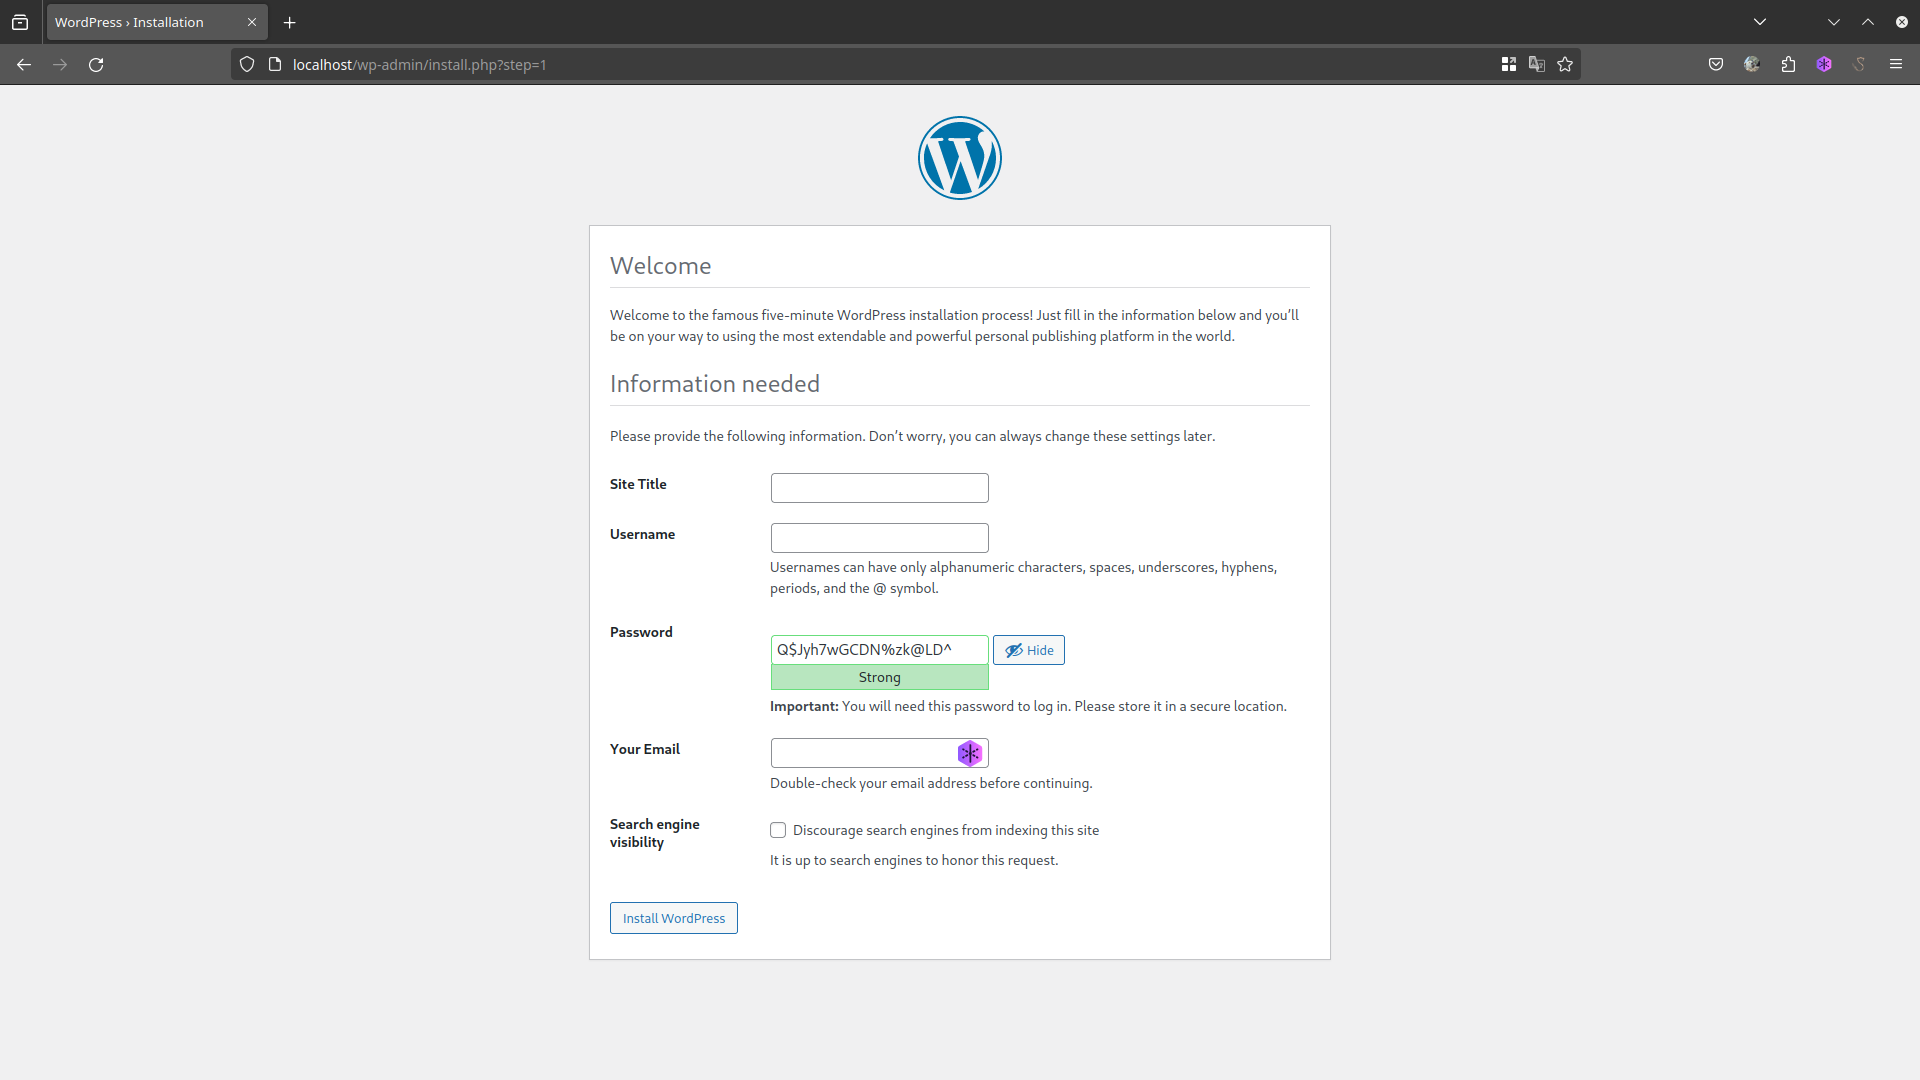 WordPress › Installation
localhost/wp-admin/install.php?step=1
Welcome
Welcome to the famous five-minute WordPress installation process! Just fill in the information below and you’ll
be on your way to using the most extendable and powerful personal publishing platform in the world.
Information needed
Please provide the following information. Don’t worry, you can always change these settings later.
Site Title
Username
Usernames can have only alphanumeric characters, spaces, underscores, hyphens,
periods, and the @ symbol.
Password
Q$Jyh7wGCDN%zk@LD^
Hide
Strong
Important: You will need this password to log in. Please store it in a secure location.
Your Email
Double-check your email address before continuing.
Search engine
visibility
Discourage search engines from indexing this site
It is up to search engines to honor this request.
Install WordPress